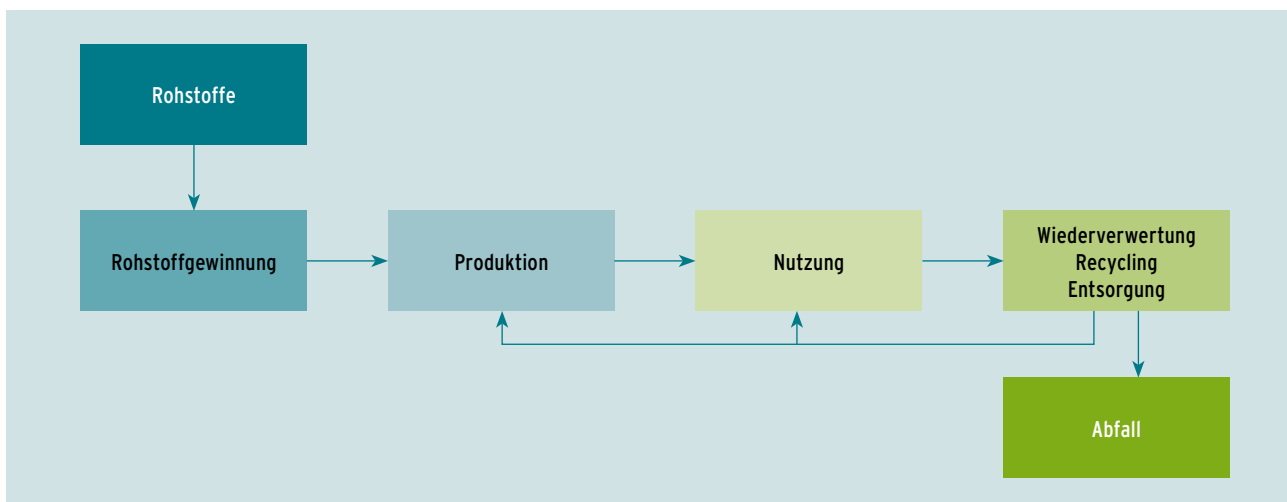 Rohstoffe
Rohstoffgewinnung
Produktion
Nutzung
Wiederverwertung
Recycling
Entsorgung
Abfall